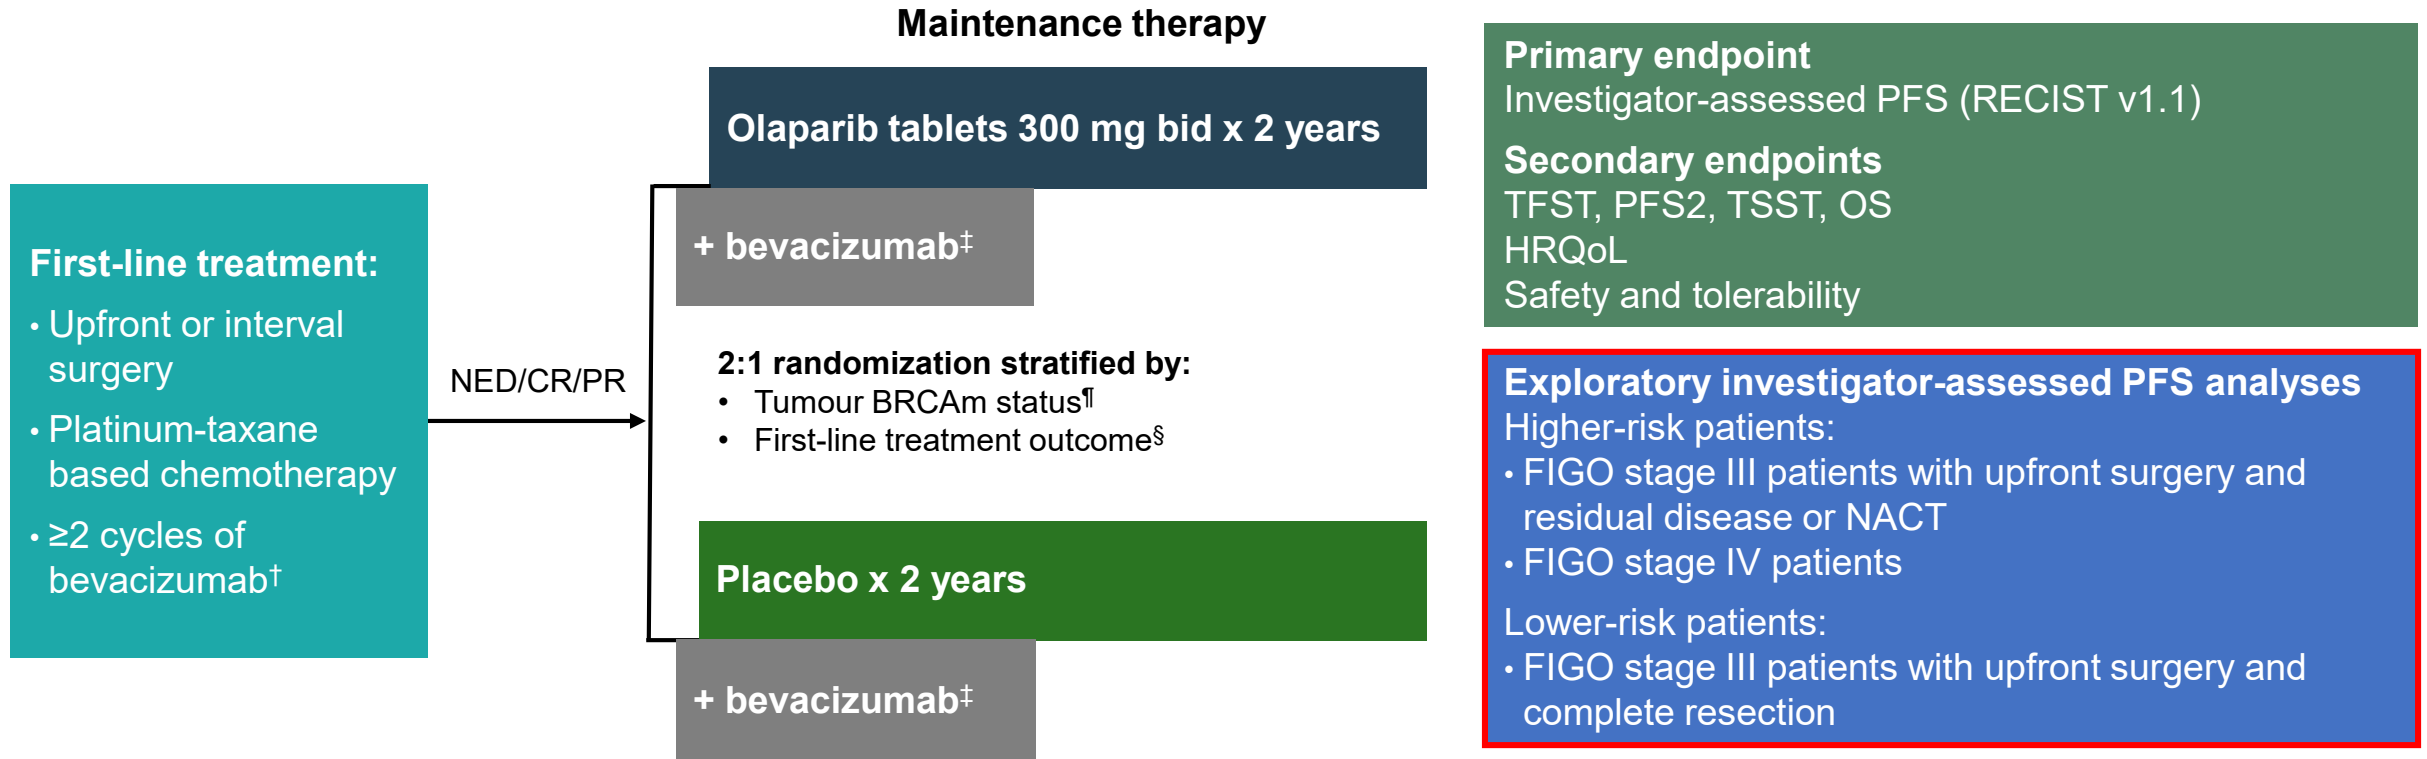 Maintenance therapy
First-line treatment:
• Upfront or interval
surgery
• Platinum-taxane
based chemotherapy
• ≥2 cycles of
bevacizumab†
NED/CR/PR
Olaparib tablets 300 mg bid x 2 years
+ bevacizumab‡
2:1 randomization stratified by:
• Tumour BRCAm status¶
• First-line treatment outcome§
Placebo x 2 years
+ bevacizumab‡
Primary endpoint
Investigator-assessed PFS (RECIST v1.1)
Secondary endpoints
TFST, PFS2, TSST, OS
HRQoL
Safety and tolerability
Exploratory investigator-assessed PFS analyses
Higher-risk patients:
• FIGO stage III patients with upfront surgery and
residual disease or NACT
• FIGO stage IV patients
Lower-risk patients:
• FIGO stage III patients with upfront surgery and
complete resection